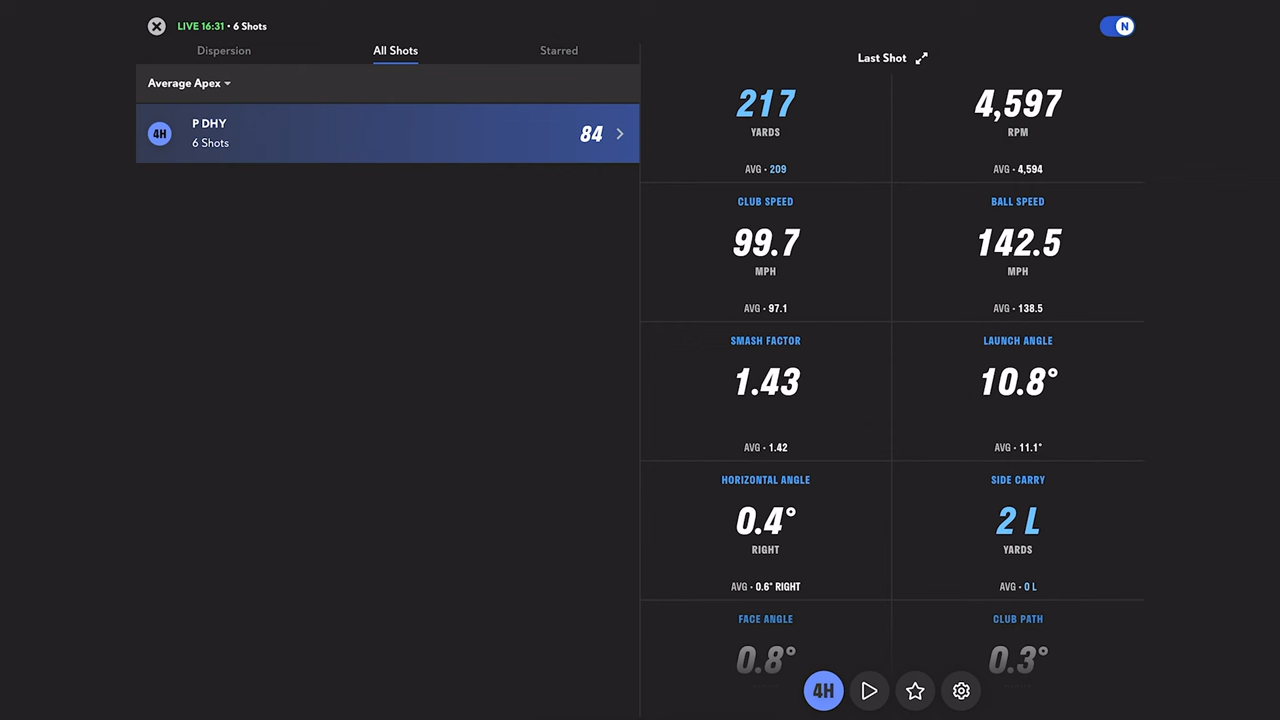 LIVE 16:31 • 6 Shots
N
Dispersion
All Shots
Starred
Average Apex
4H
P DHY
6 Shots
84
Last Shot
217
YARDS
AVG - 209
4,597
RPM
AVG - 4,594
CLUB SPEED
99.7
MPH
AVG - 97.1
BALL SPEED
142.5
MPH
AVG - 138.5
SMASH FACTOR
1.43
AVG - 1.42
LAUNCH ANGLE
10.8°
AVG - 11.1°
HORIZONTAL ANGLE
0.4°
RIGHT
AVG - 0.6° RIGHT
SIDE CARRY
2 L
YARDS
AVG - 0 L
FACE ANGLE
0.8°
CLUB PATH
0.3°
4H